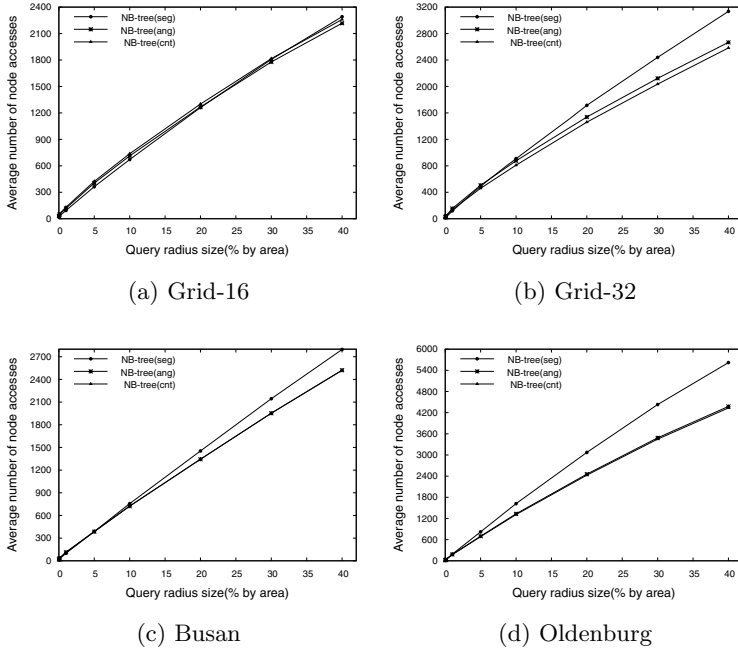 2400
2100
1800
1500
1200
900
600
300
0
Average number of node accesses
NB-tree(seg)
NB-tree(ang)
NB-tree(cnt)
0 5 10 15 20 25 30 35 40
Query radius size(% by area)
(a) Grid-16
3200
2800
2400
2000
1600
1200
800
400
0
Average number of node accesses
NB-tree(seg)
NB-tree(ang)
NB-tree(cnt)
0 5 10 15 20 25 30 35 40
Query radius size(% by area)
(b) Grid-32
2700
2400
2100
1800
1500
1200
900
600
300
0
Average number of node accesses
NB-tree(seg)
NB-tree(ang)
NB-tree(cnt)
0 5 10 15 20 25 30 35 40
Query radius size(% by area)
(c) Busan
6000
5400
4800
4200
3600
3000
2400
1800
1200
600
0
Average number of node accesses
NB-tree(seg)
NB-tree(ang)
NB-tree(cnt)
0 5 10 15 20 25 30 35 40
Query radius size(% by area)
(d) Oldenburg